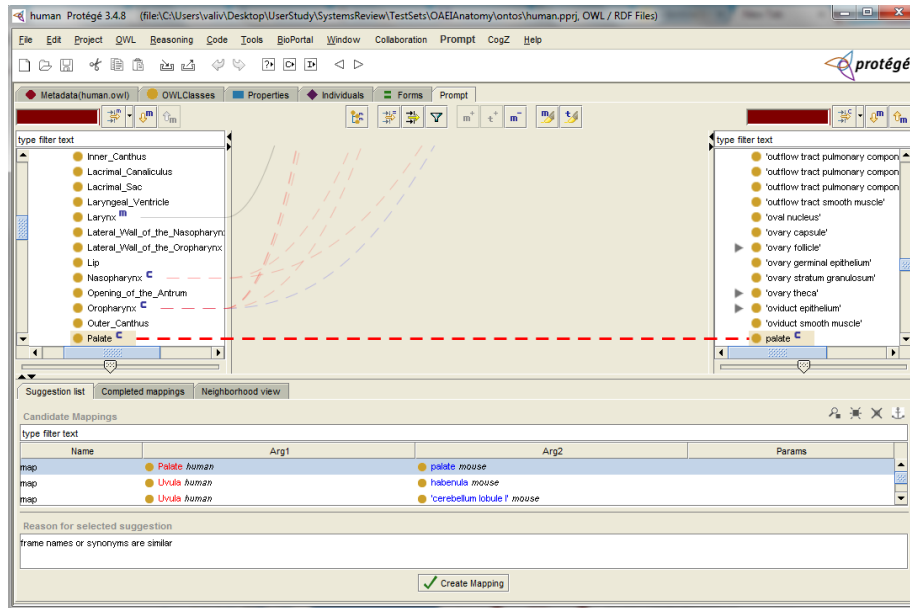 human Protégé 3.4.8 (file:\C:\Users\valiv\Desktop\UserStudy\SystemsReview\TestSets\OAEIAnatomy\ontos\human.pprj, OWL / RDF Files)
File Edit Project OWL Reasoning Code Tools BioPortal Window Collaboration Prompt CogZ Help
protégé
Metadata(human.owl) OWLClasses Properties Individuals Forms Prompt
type filter text
Inner_Canthus
Lacrimal_Canaliculus
Lacrimal_Sac
Laryngeal_Ventricle
Larynx m
Lateral_Wall_of_the_Nasopharyn
Lateral_Wall_of_the_Oropharynx
Lip
Nasopharynx C
Opening_of_the_Antrum
Oropharynx C
Outer_Canthus
Palate C
type filter text
'outflow tract pulmonary compon
'outflow tract pulmonary compon
'outflow tract pulmonary compon
'outflow tract smooth muscle'
'oval nucleus'
'ovary capsule'
'ovary follicle'
'ovary germinal epithelium'
'ovary stratum granulosum'
'ovary theca'
'oviduct epithelium'
'oviduct smooth muscle'
palate C
Suggestion list Completed mappings Neighborhood view
Candidate Mappings
type filter text
Name Arg1 Arg2 Params
map Palate human palate mouse
map Uvula human habenula mouse
map Uvula human 'cerebellum lobule I' mouse
Reason for selected suggestion
frame names or synonyms are similar
Create Mapping